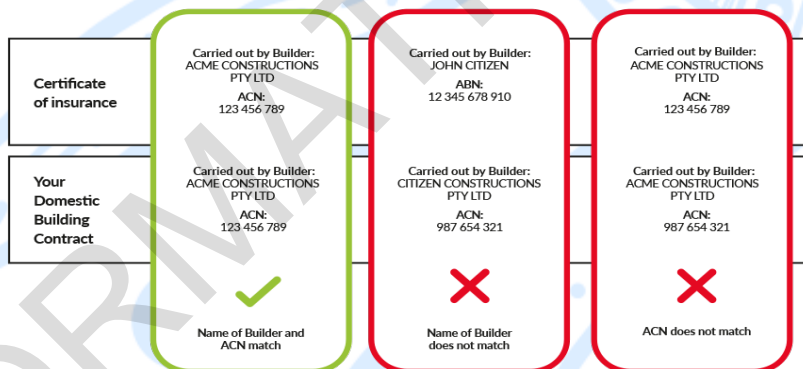 Certificate
of insurance
Carried out by Builder:
ACME CONSTRUCTIONS
PTY LTD
ACN:
123 456 789
Carried out by Builder:
JOHN CITIZEN
ABN:
12 345 678 910
Carried out by Builder:
ACME CONSTRUCTIONS
PTY LTD
ACN:
123 456 789
Your
Domestic
Building
Contract
Carried out by Builder:
ACME CONSTRUCTIONS
PTY LTD
ACN:
123 456 789
Carried out by Builder:
CITIZEN CONSTRUCTIONS
PTY LTD
ACN:
987 654 321
Carried out by Builder:
ACME CONSTRUCTIONS
PTY LTD
ACN:
987 654 321
Name of Builder and
ACN match
Name of Builder
does not match
ACN does not match